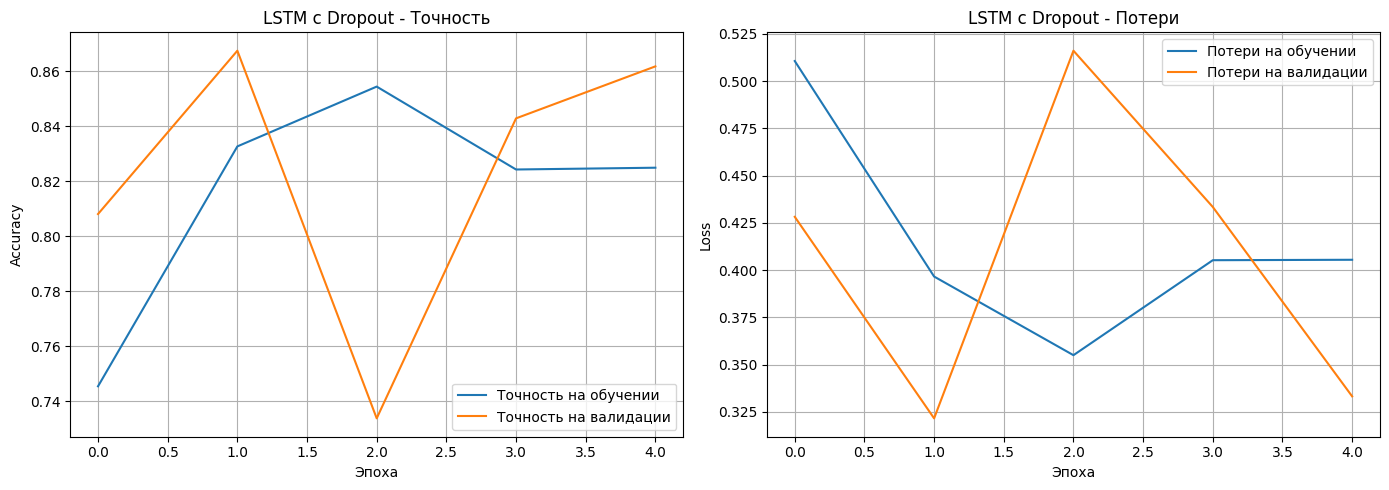 LSTM с Dropout - Точность
Accuracy
0.86
0.84
0.82
0.80
0.78
0.76
0.74
Точность на обучении
Точность на валидации
0.0 0.5 1.0 1.5 2.0 2.5 3.0 3.5 4.0
Эпоха
LSTM с Dropout - Потери
Loss
0.525
0.500
0.475
0.450
0.425
0.400
0.375
0.350
0.325
Потери на обучении
Потери на валидации
0.0 0.5 1.0 1.5 2.0 2.5 3.0 3.5 4.0
Эпоха